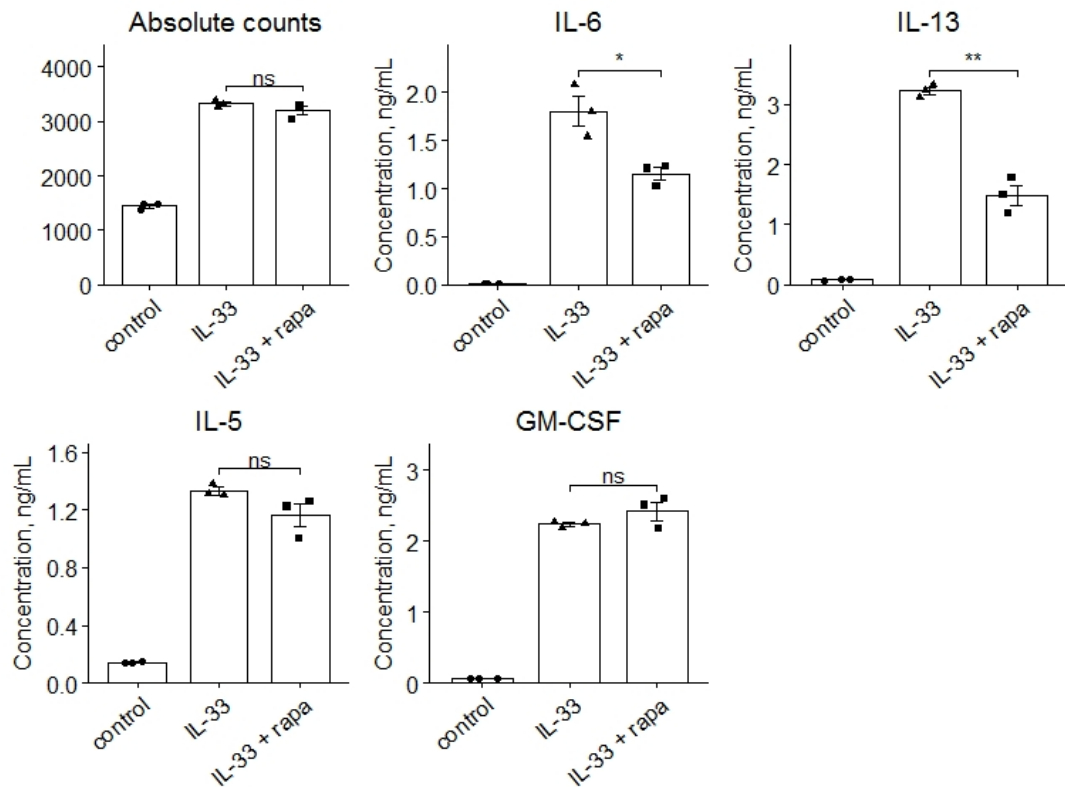 Absolute counts
4000
3000
2000
1000
0
ns
control
IL-33
IL-33 + rapa
IL-6
Concentration, ng/mL
2.0
1.5
1.0
0.5
0.0
*
control
IL-33
IL-33 + rapa
IL-13
Concentration, ng/mL
3
2
1
0
**
control
IL-33
IL-33 + rapa
IL-5
Concentration, ng/mL
1.6
1.2
0.8
0.4
0.0
ns
control
IL-33
IL-33 + rapa
GM-CSF
Concentration, ng/mL
3
2
1
0
ns
control
IL-33
IL-33 + rapa